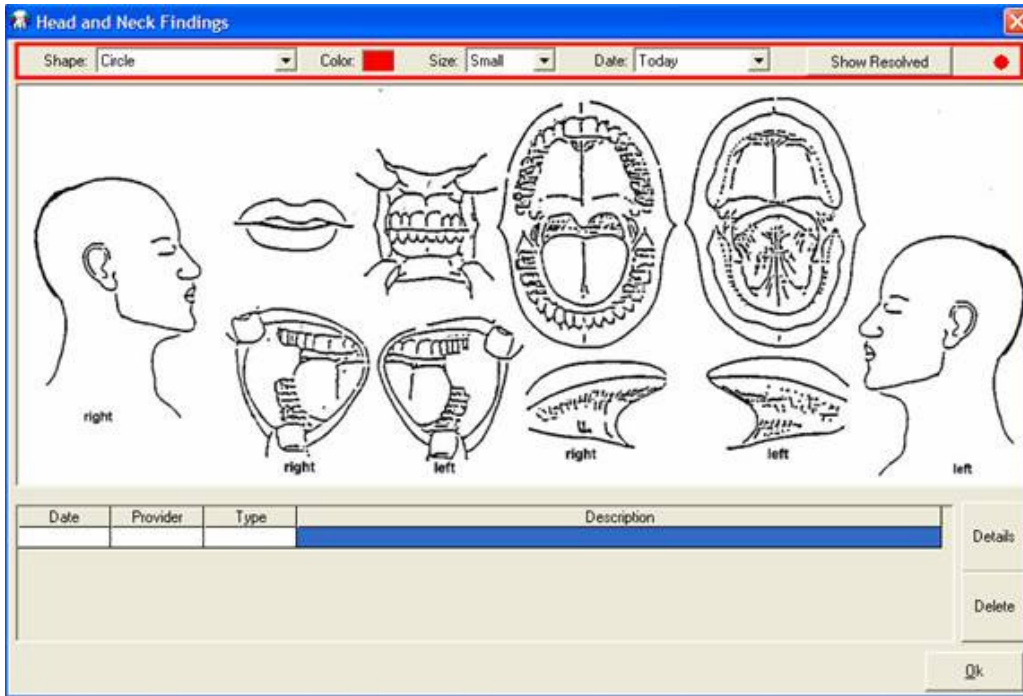 Head and Neck Findings
Shape: Circle Color: Size: Small Date: Today Show Resolved
right
right
left
right
left
left
Date Provider Type Description
Details
Delete
Ok